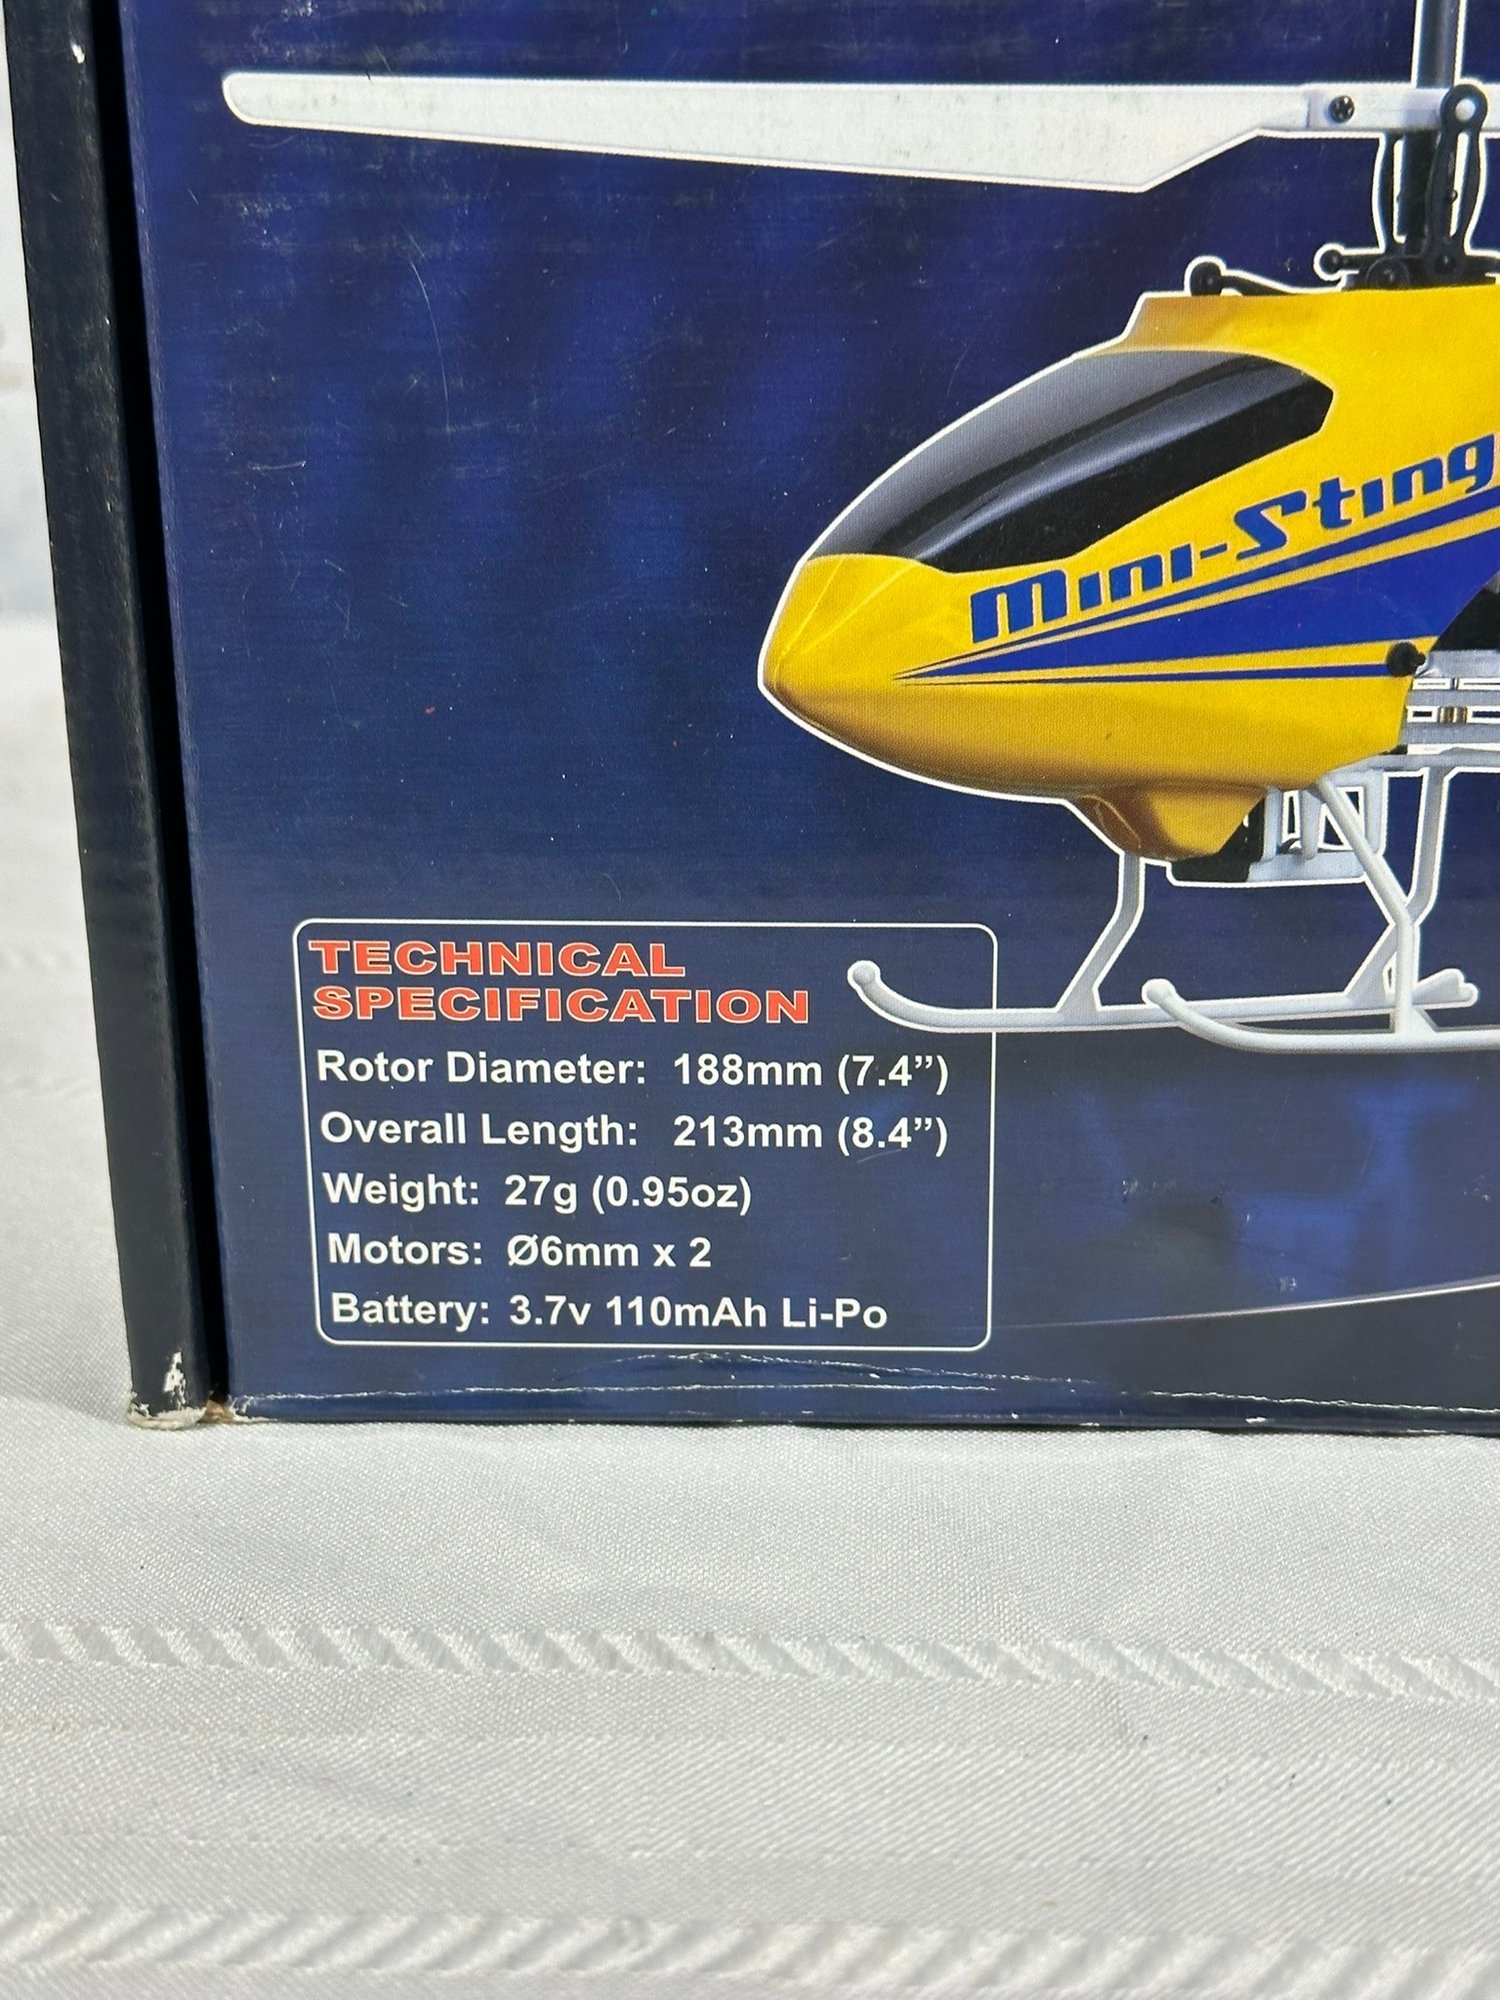 Mini-Sting
TECHNICAL
SPECIFICATION
Rotor Diameter: 188mm (7.4”)
Overall Length: 213mm (8.4”)
Weight: 27g (0.95oz)
Motors: Ø6mm x 2
Battery: 3.7v 110mAh Li-Po